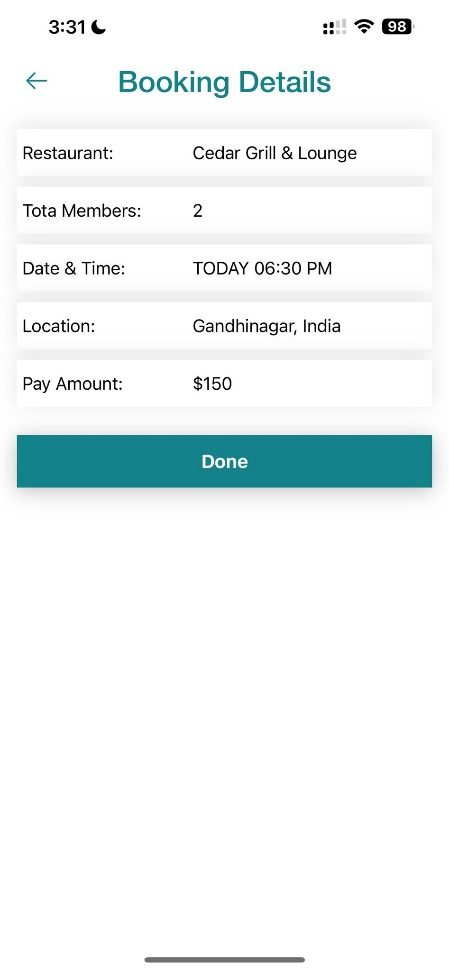 3:31
98
Booking Details
Restaurant: Cedar Grill & Lounge
Tota Members: 2
Date & Time: TODAY 06:30 PM
Location: Gandhinagar, India
Pay Amount: $150
Done